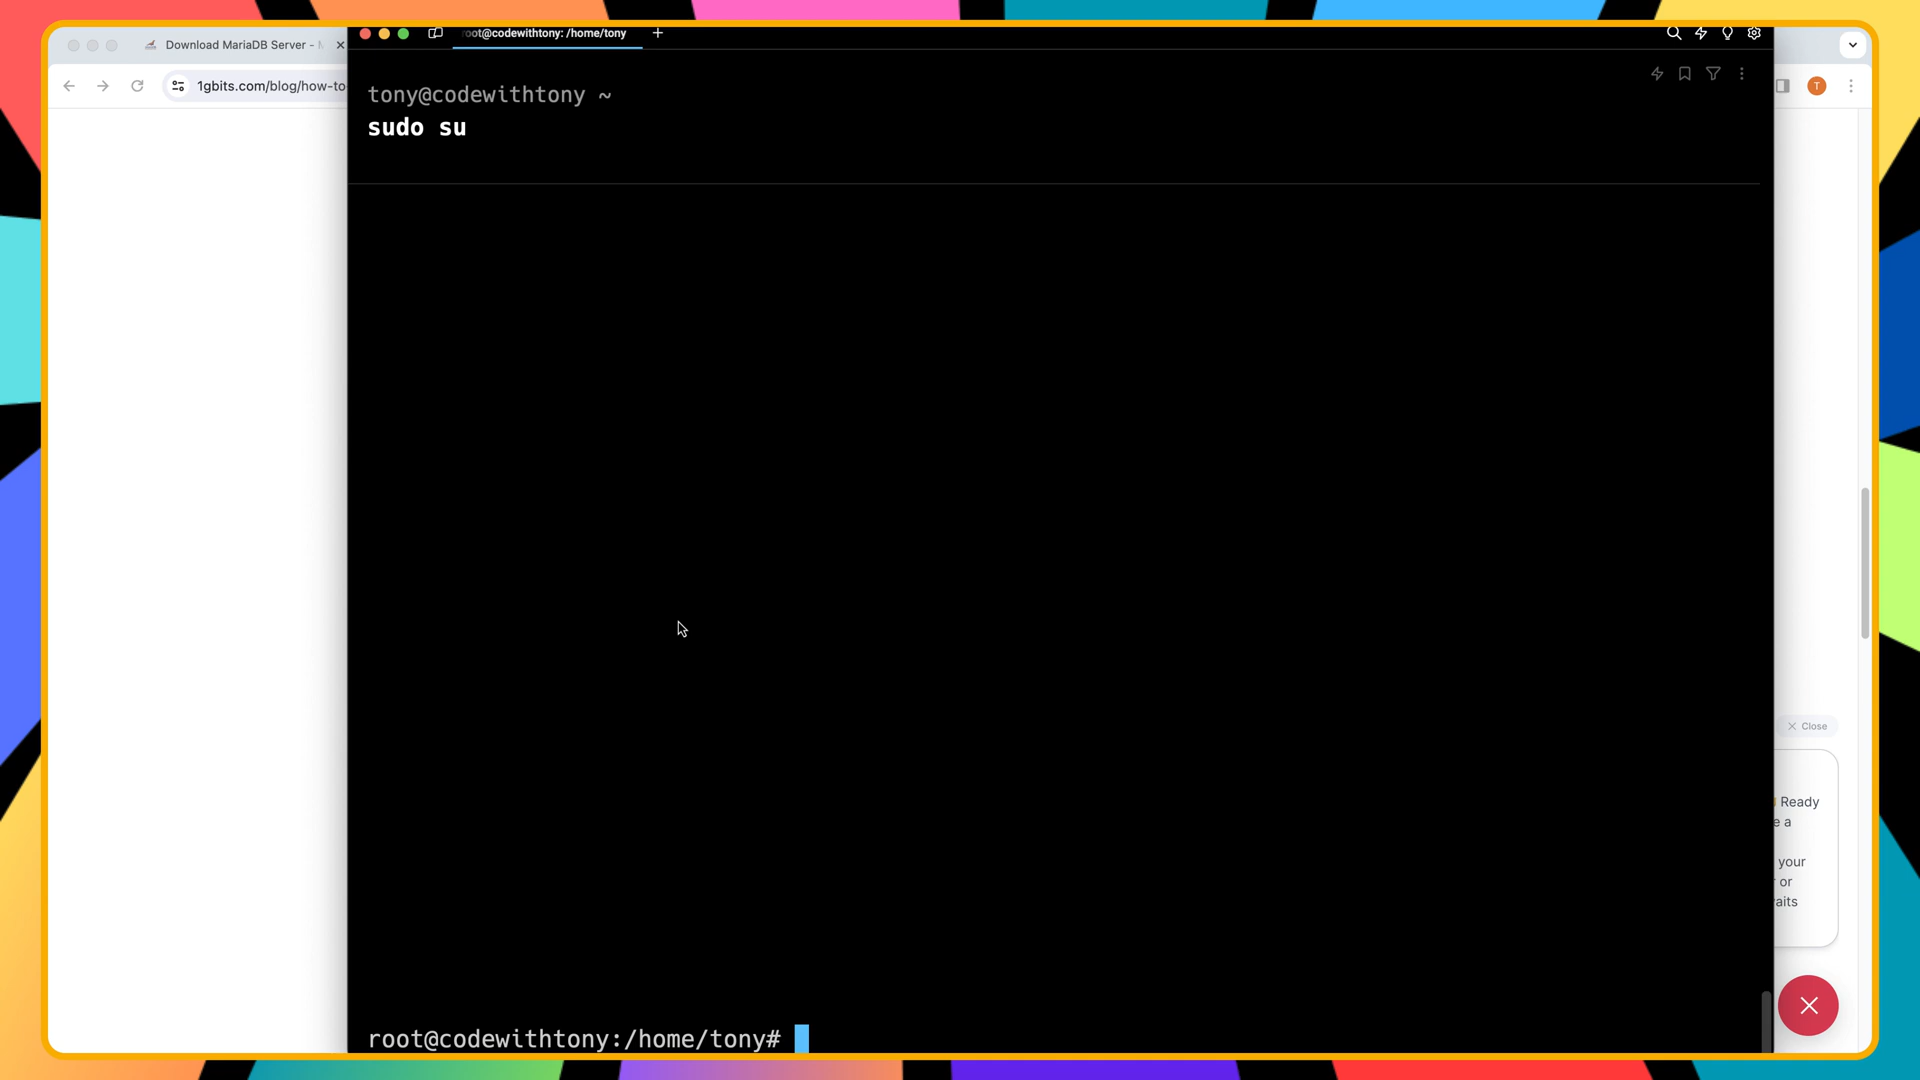 Download MariaDB Server -
root@codewithtony: /home/tony
1gbits.com/blog/how-to
T
tony@codewithtony ~
sudo su
Close
Ready
e a
your
or
aits
root@codewithtony:/home/tony#